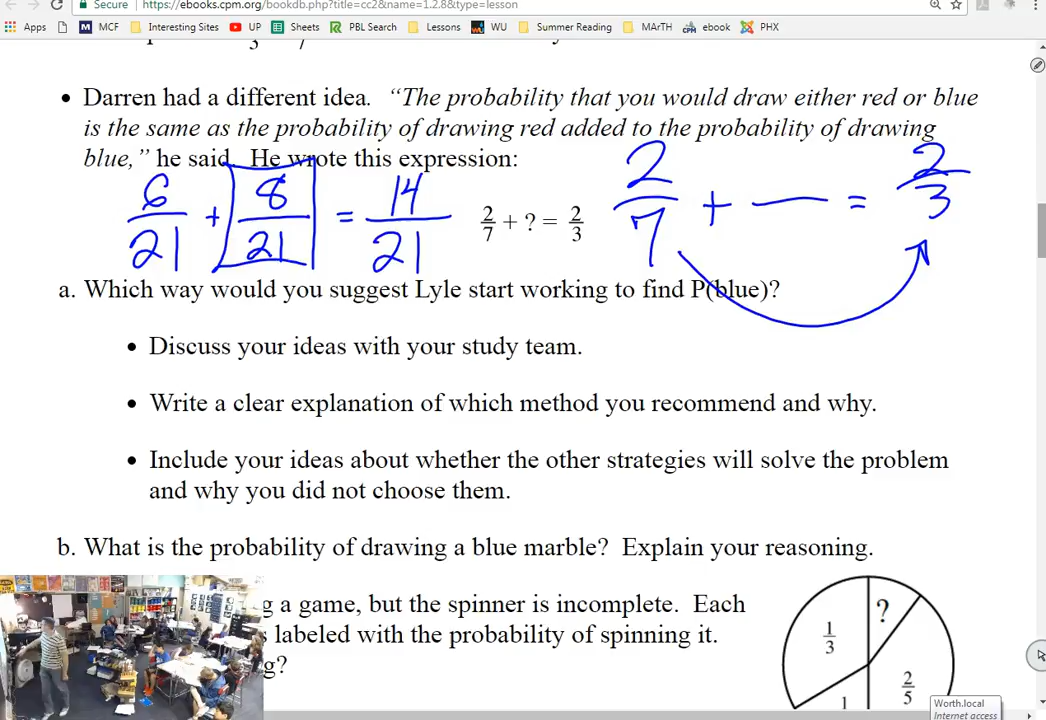 Secure https://ebooks.cpm.org/bookdb.php?title=cc2&name=1.2.8&type=lesson
Apps MCF Interesting Sites UP Sheets PBL Search Lessons WU Summer Reading MArTH ebook PHX
3 7
• Darren had a different idea. “The probability that you would draw either red or blue
is the same as the probability of drawing red added to the probability of drawing
blue,” he said. He wrote this expression:
6/21 + 8/21 = 14/21 2/7 + ? = 2/3 2/7 + __ = 2/3
a. Which way would you suggest Lyle start working to find P(blue)?
• Discuss your ideas with your study team.
• Write a clear explanation of which method you recommend and why.
• Include your ideas about whether the other strategies will solve the problem
and why you did not choose them.
b. What is the probability of drawing a blue marble? Explain your reasoning.
g a game, but the spinner is incomplete. Each
s labeled with the probability of spinning it.
g?
?
1/3
2/5
1
Worth.local
Internet access